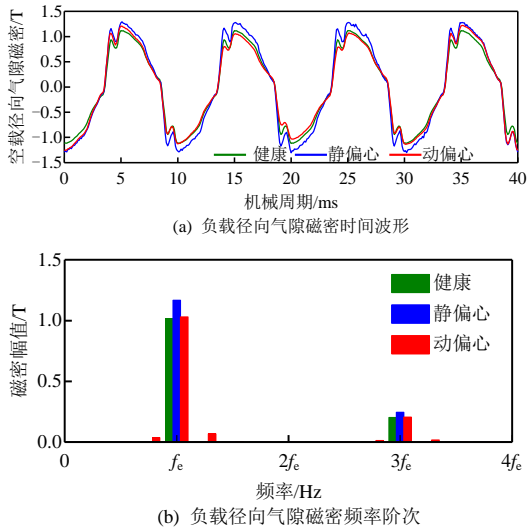 空载径向气隙磁密/T
1.5
1.0
0.5
0.0
-0.5
-1.0
-1.5
健康 静偏心 动偏心
0 5 10 15 20 25 30 35 40
机械周期/ms
(a) 负载径向气隙磁密时间波形
磁密幅值/T
1.5
1.0
0.5
0.0
健康
静偏心
动偏心
0 fe 2fe 3fe 4fe
频率/Hz
(b) 负载径向气隙磁密频率阶次